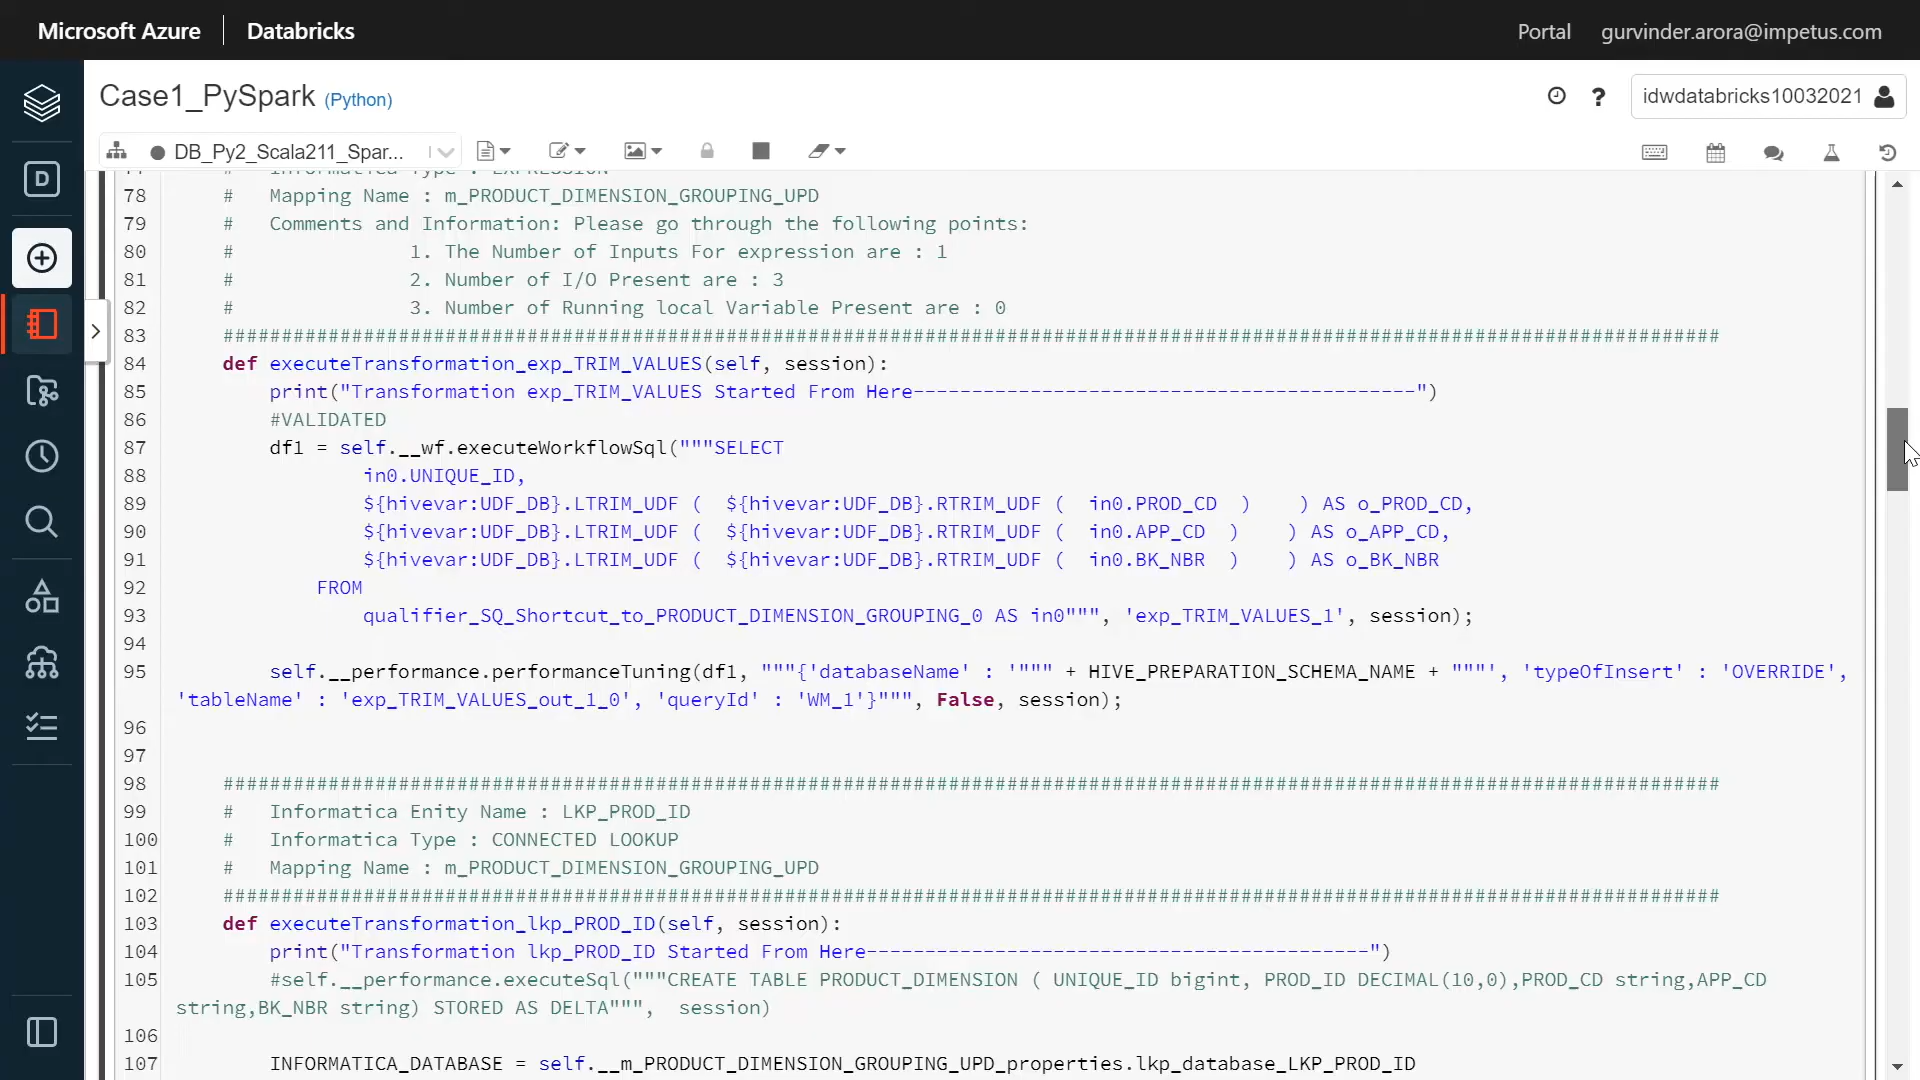 Microsoft Azure Databricks Portal gurvinder.arora@impetus.com
Case1_PySpark (Python) ? idwdatabricks10032021
DB_Py2_Scala211_Spar...
D
78 # Mapping Name : m_PRODUCT_DIMENSION_GROUPING_UPD
79 # Comments and Information: Please go through the following points:
80 # 1. The Number of Inputs For expression are : 1
81 # 2. Number of I/O Present are : 3
82 # 3. Number of Running local Variable Present are : 0
83 ################################################################################################################################
84 def executeTransformation_exp_TRIM_VALUES(self, session):
85 print("Transformation exp_TRIM_VALUES Started From Here-------------------------------------------")
86 #VALIDATED
87 df1 = self.__wf.executeWorkflowSql("""SELECT
88 in0.UNIQUE_ID,
89 ${hivevar:UDF_DB}.LTRIM_UDF ( ${hivevar:UDF_DB}.RTRIM_UDF ( in0.PROD_CD ) ) AS o_PROD_CD,
90 ${hivevar:UDF_DB}.LTRIM_UDF ( ${hivevar:UDF_DB}.RTRIM_UDF ( in0.APP_CD ) ) AS o_APP_CD,
91 ${hivevar:UDF_DB}.LTRIM_UDF ( ${hivevar:UDF_DB}.RTRIM_UDF ( in0.BK_NBR ) ) AS o_BK_NBR
92 FROM
93 qualifier_SQ_Shortcut_to_PRODUCT_DIMENSION_GROUPING_0 AS in0""", 'exp_TRIM_VALUES_1', session);
94
95 self.__performance.performanceTuning(df1, """{'databaseName' : '""" + HIVE_PREPARATION_SCHEMA_NAME + """', 'typeOfInsert' : 'OVERRIDE',
'tableName' : 'exp_TRIM_VALUES_out_1_0', 'queryId' : 'WM_1'}""", False, session);
96
97
98 ################################################################################################################################
99 # Informatica Enity Name : LKP_PROD_ID
100 # Informatica Type : CONNECTED LOOKUP
101 # Mapping Name : m_PRODUCT_DIMENSION_GROUPING_UPD
102 ################################################################################################################################
103 def executeTransformation_lkp_PROD_ID(self, session):
104 print("Transformation lkp_PROD_ID Started From Here-------------------------------------------")
105 #self.__performance.executeSql("""CREATE TABLE PRODUCT_DIMENSION ( UNIQUE_ID bigint, PROD_ID DECIMAL(10,0),PROD_CD string,APP_CD
string,BK_NBR string) STORED AS DELTA""", session)
106
107 INFORMATICA_DATABASE = self.__m_PRODUCT_DIMENSION_GROUPING_UPD_properties.lkp_database_LKP_PROD_ID